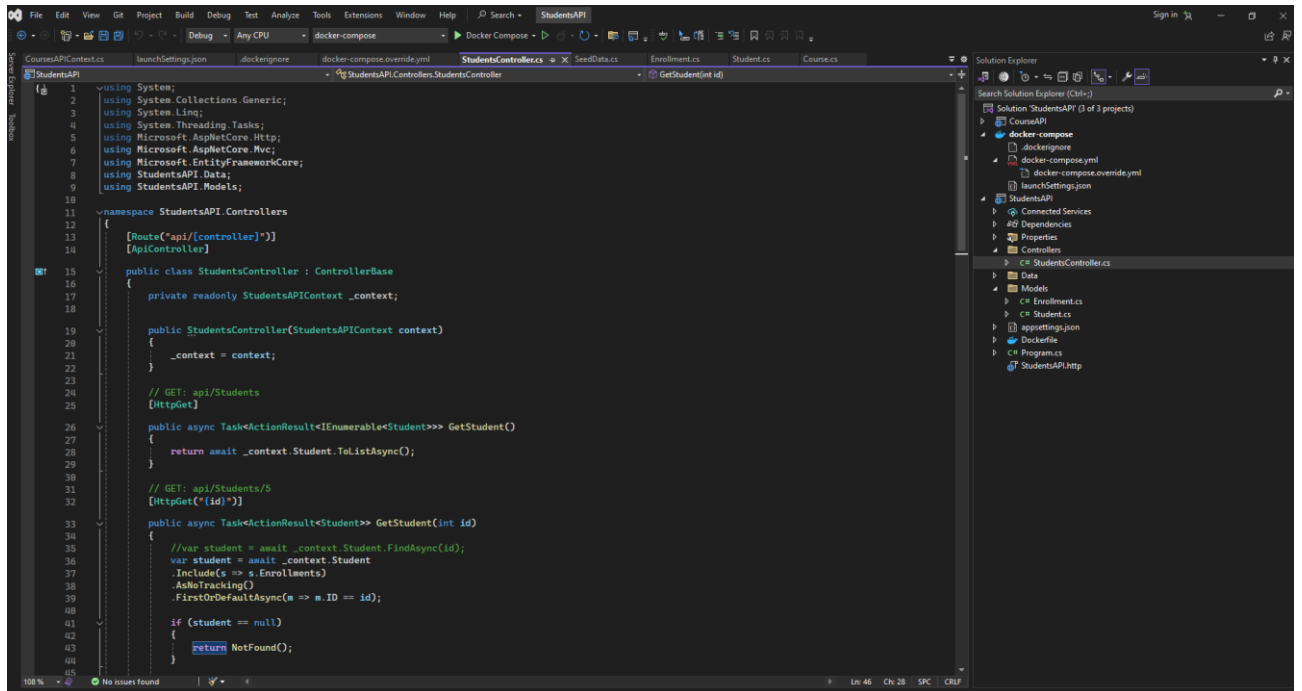 File Edit View Git Project Build Debug Test Analyze Tools Extensions Window Help Search StudentsAPI Sign in
Debug Any CPU docker-compose Docker Compose
Server Explorer
Toolbox
CoursesAPIContext.cs launchSettings.json .dockerignore docker-compose.override.yml StudentsController.cs SeedData.cs Enrollment.cs Student.cs Course.cs
StudentsAPI StudentsAPI.Controllers.StudentsController GetStudent(int id)
1 using System;
2 using System.Collections.Generic;
3 using System.Linq;
4 using System.Threading.Tasks;
5 using Microsoft.AspNetCore.Http;
6 using Microsoft.AspNetCore.Mvc;
7 using Microsoft.EntityFrameworkCore;
8 using StudentsAPI.Data;
9 using StudentsAPI.Models;
10
11 namespace StudentsAPI.Controllers
12 {
13 [Route("api/[controller]")]
14 [ApiController]
15 public class StudentsController : ControllerBase
16 {
17 private readonly StudentsAPIContext _context;
18
19 public StudentsController(StudentsAPIContext context)
20 {
21 _context = context;
22 }
23
24 // GET: api/Students
25 [HttpGet]
26 public async Task<ActionResult<IEnumerable<Student>>> GetStudent()
27 {
28 return await _context.Student.ToListAsync();
29 }
30
31 // GET: api/Students/5
32 [HttpGet("{id}")]
33 public async Task<ActionResult<Student>> GetStudent(int id)
34 {
35 //var student = await _context.Student.FindAsync(id);
36 var student = await _context.Student
37 .Include(s => s.Enrollments)
38 .AsNoTracking()
39 .FirstOrDefaultAsync(m => m.ID == id);
40
41 if (student == null)
42 {
43 return NotFound();
44 }
45
108 % No issues found Ln: 46 Ch: 28 SPC CRLF
Solution Explorer
Search Solution Explorer (Ctrl+;)
Solution 'StudentsAPI' (3 of 3 projects)
CourseAPI
docker-compose
.dockerignore
docker-compose.yml
docker-compose.override.yml
launchSettings.json
StudentsAPI
Connected Services
Dependencies
Properties
Controllers
C# StudentsController.cs
Data
Models
C# Enrollment.cs
C# Student.cs
appsettings.json
Dockerfile
C# Program.cs
StudentsAPI.http